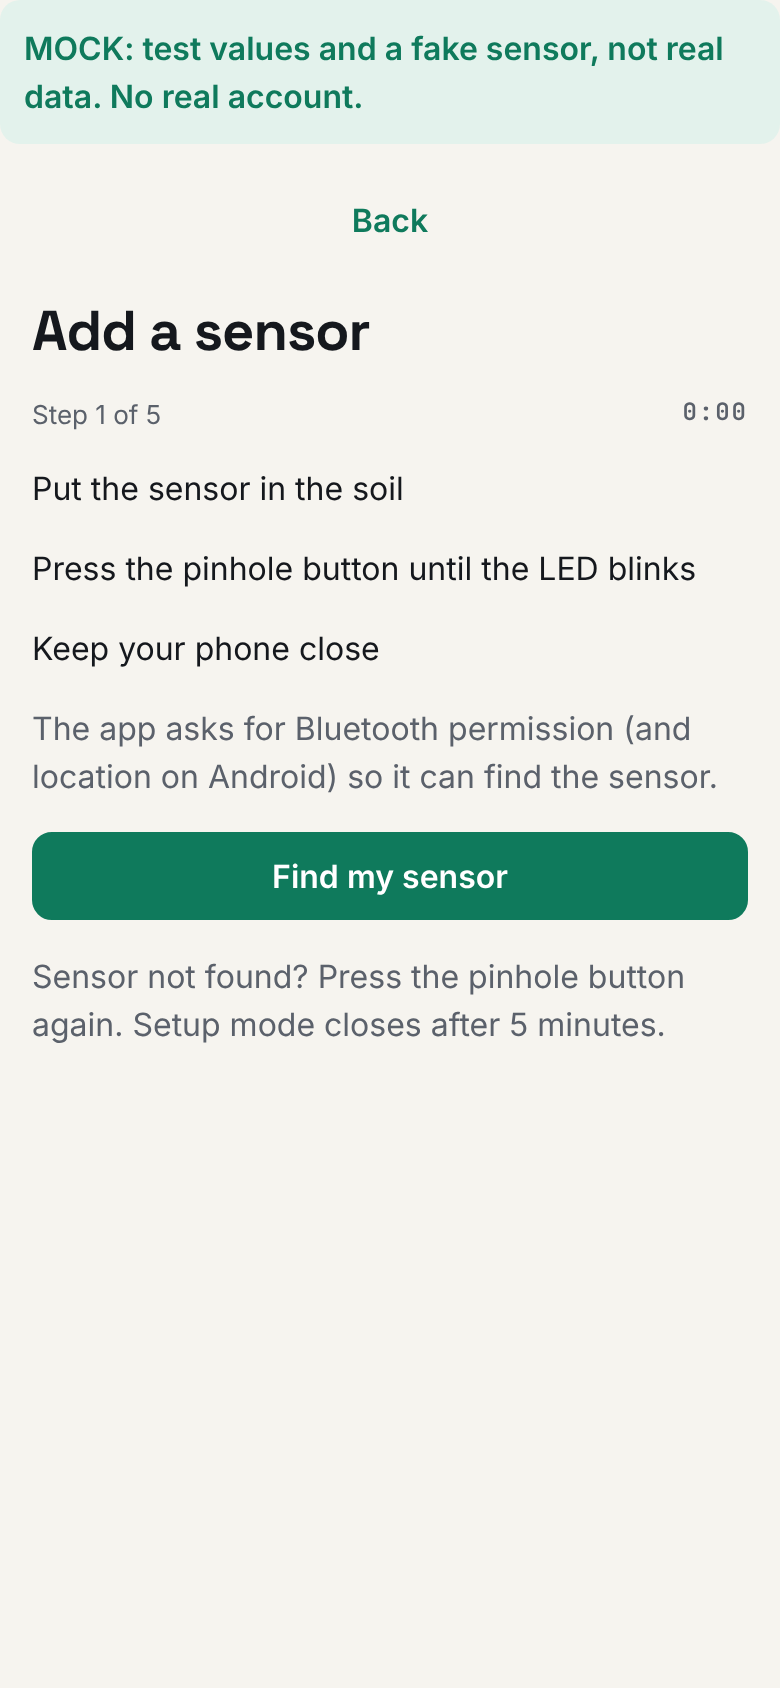 MOCK: test values and a fake sensor, not real
data. No real account.
Back
Add a sensor
Step 1 of 5
0:00
Put the sensor in the soil
Press the pinhole button until the LED blinks
Keep your phone close
The app asks for Bluetooth permission (and
location on Android) so it can find the sensor.
Find my sensor
Sensor not found? Press the pinhole button
again. Setup mode closes after 5 minutes.